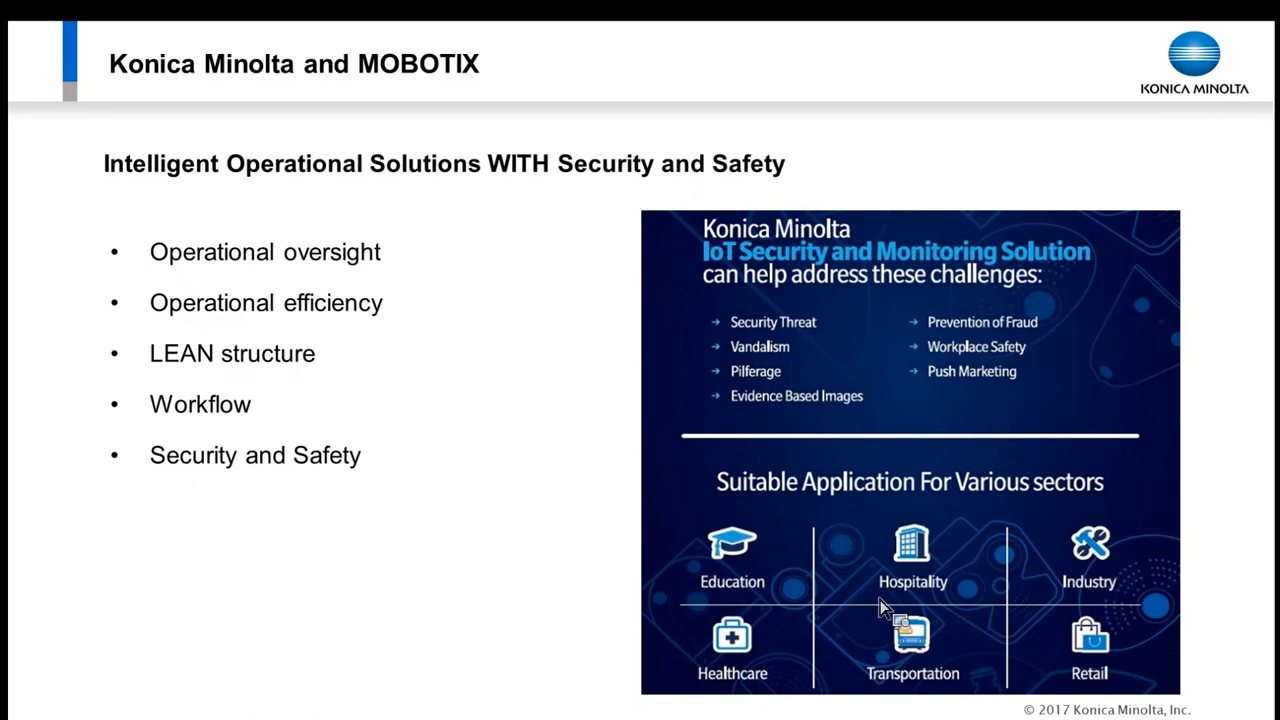 Konica Minolta and MOBOTIX
KONICA MINOLTA
Intelligent Operational Solutions WITH Security and Safety
• Operational oversight
• Operational efficiency
• LEAN structure
• Workflow
• Security and Safety
Konica Minolta
IoT Security and Monitoring Solution
can help address these challenges:
→ Security Threat
→ Vandalism
→ Pilferage
→ Evidence Based Images
→ Prevention of Fraud
→ Workplace Safety
→ Push Marketing
Suitable Application For Various sectors
Education
Hospitality
Industry
Healthcare
Transportation
Retail
© 2017 Konica Minolta, Inc.